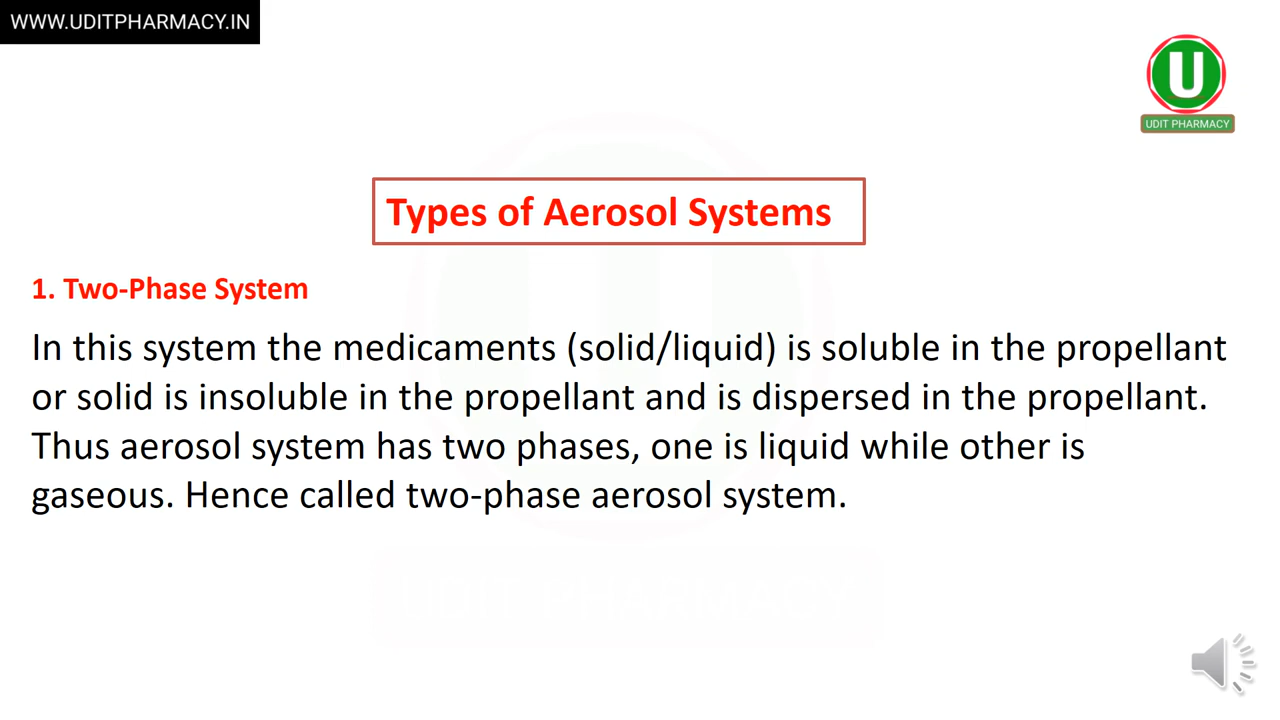 WWW.UDITPHARMACY.IN
U
UDIT PHARMACY
Types of Aerosol Systems
1. Two-Phase System
In this system the medicaments (solid/liquid) is soluble in the propellant
or solid is insoluble in the propellant and is dispersed in the propellant.
Thus aerosol system has two phases, one is liquid while other is
gaseous. Hence called two-phase aerosol system.
UDIT PHARMACY